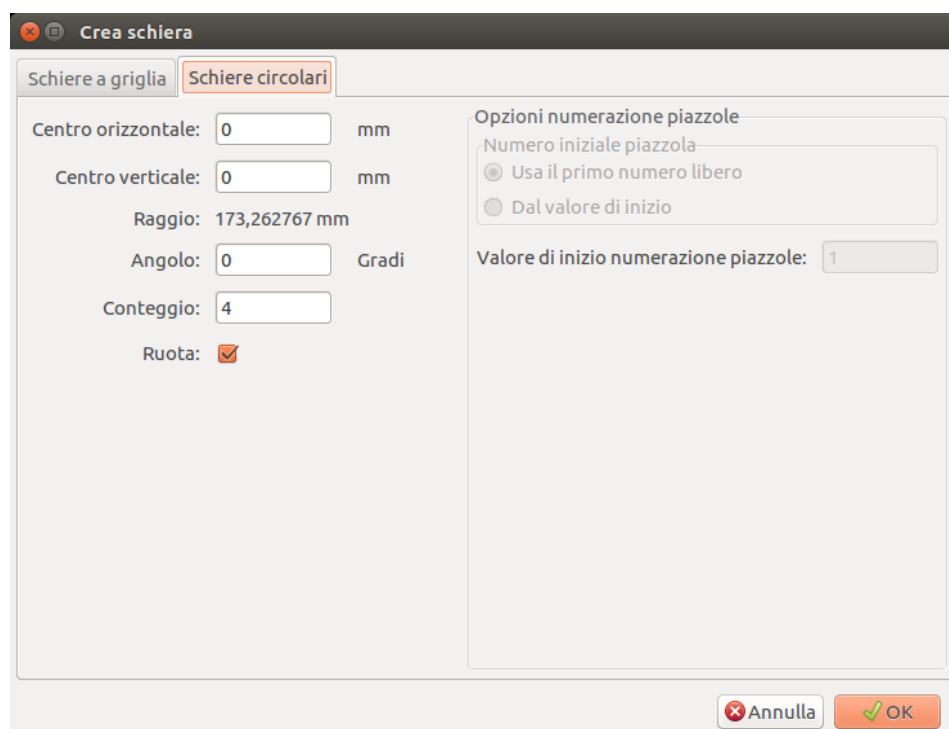 Crea schiera
Schiere a griglia
Schiere circolari
Centro orizzontale: 0 mm
Centro verticale: 0 mm
Raggio: 173,262767 mm
Angolo: 0 Gradi
Conteggio: 4
Ruota:
Opzioni numerazione piazzole
Numero iniziale piazzola
Usa il primo numero libero
Dal valore di inizio
Valore di inizio numerazione piazzole: 1
Annulla
OK